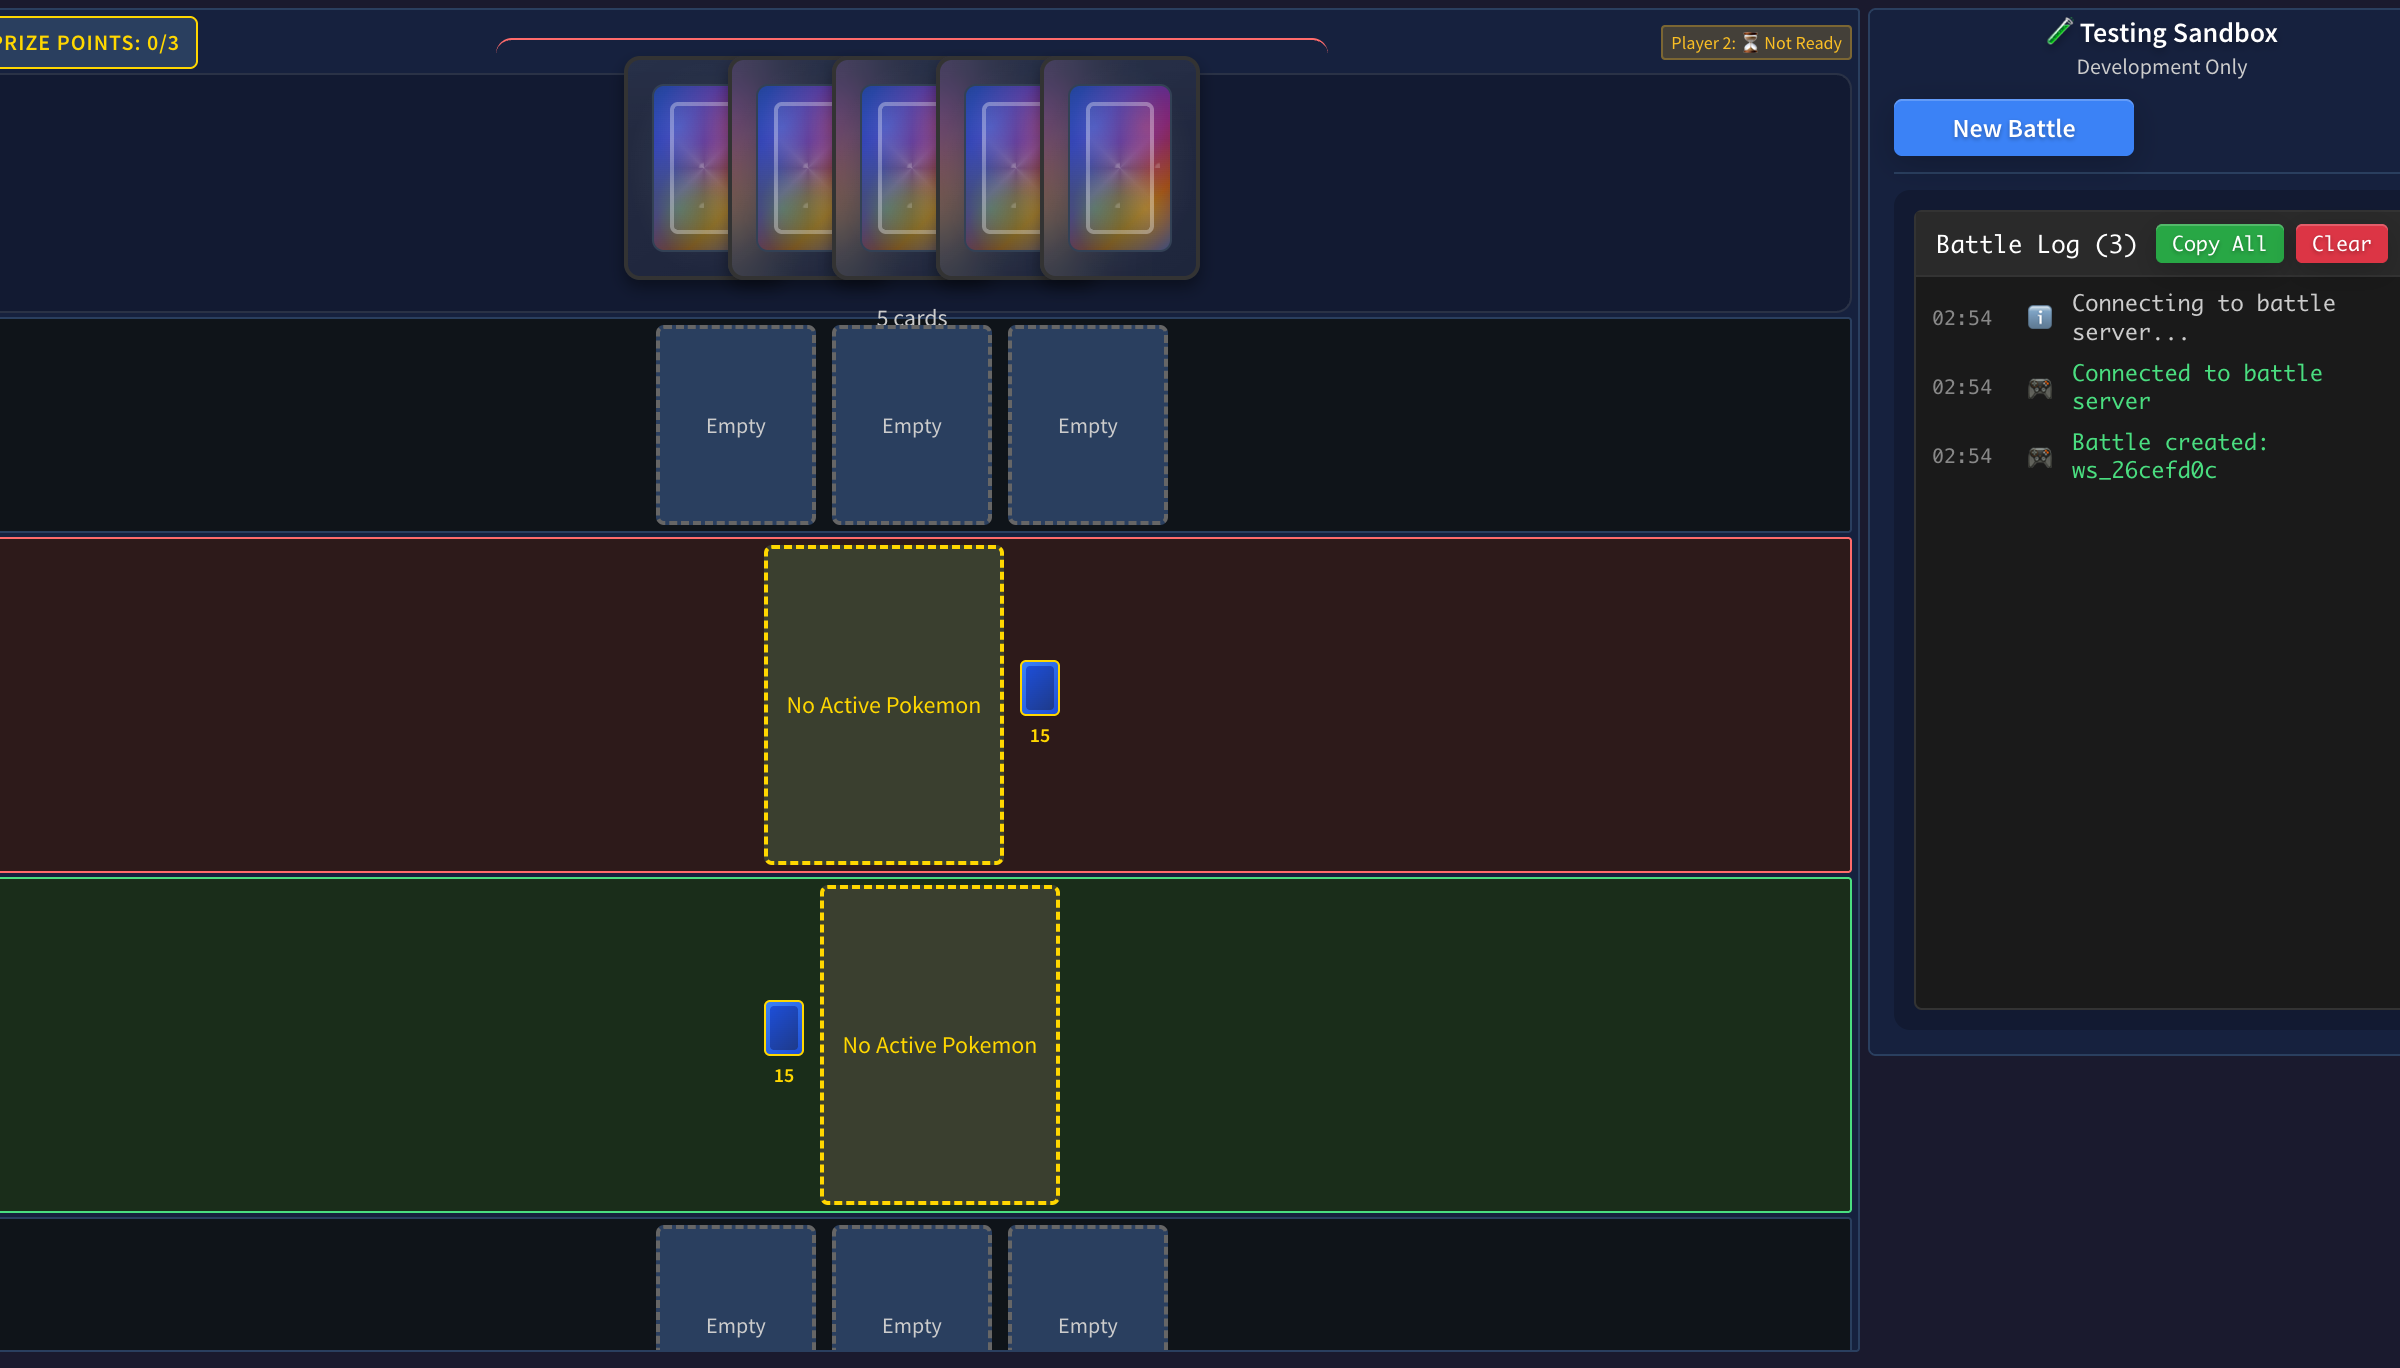 PRIZE POINTS: 0/3
Player 2: ⏳ Not Ready
5 cards
Empty
Empty
Empty
No Active Pokemon
15
15
No Active Pokemon
Empty
Empty
Empty
Testing Sandbox
Development Only
New Battle
Battle Log (3)
Copy All
Clear
02:54
Connecting to battle
server...
02:54
Connected to battle
server
02:54
Battle created:
ws_26cefd0c